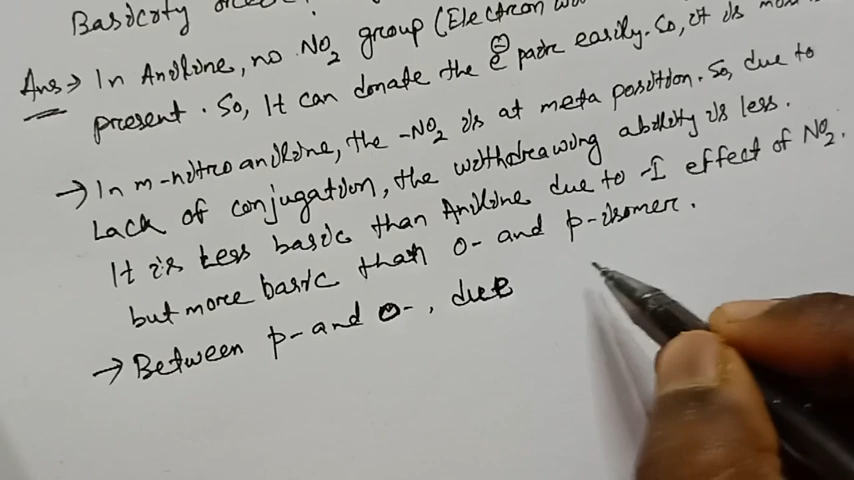 Basicity order
Ans⇒ In Aniline, no NO2 group (Electron
present. So, It can donate the e⊖ pair easily. So, it is
→ In m-nitroaniline, the -NO2 is at meta position. So, due to
Lack of conjugation, the withdrawing ability is less.
It is Less basic than Aniline due to -I effect of NO2.
but more basic than o- and p-isomer.
→ Between p- and o-, due